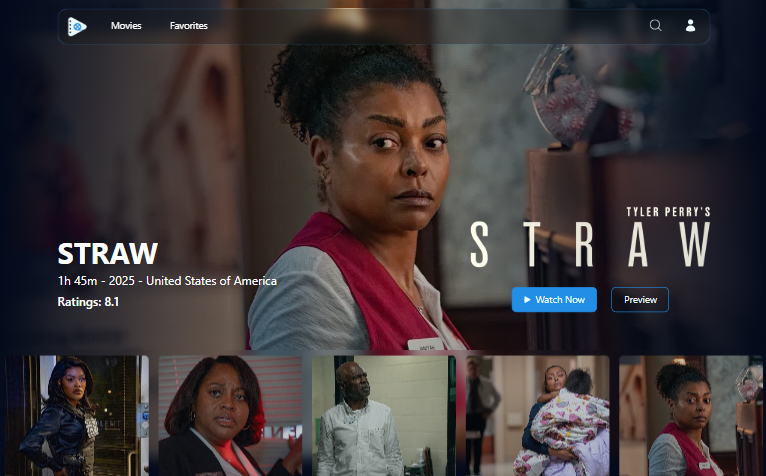 Movies Favorites
TYLER PERRY'S
STRAW
STRAW
1h 45m - 2025 - United States of America
Ratings: 8.1
Watch Now Preview